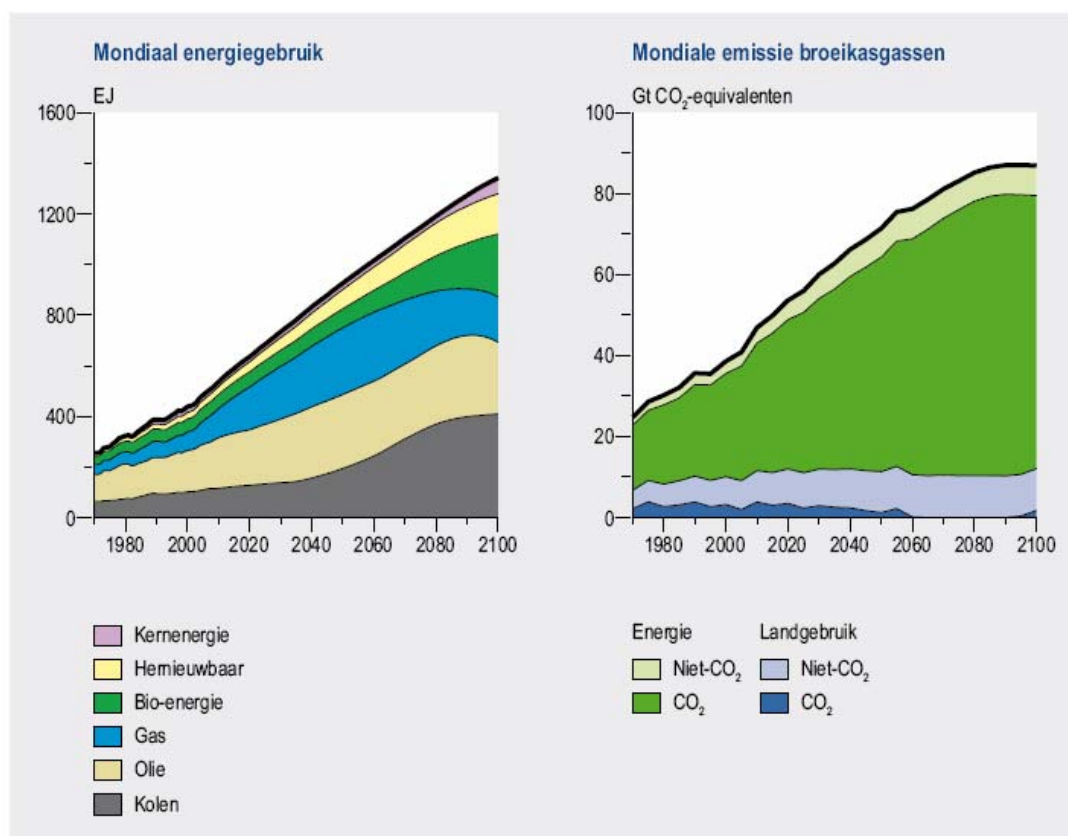 Mondiaal energiegebruik
EJ
1600
1200
800
400
0
1980 2000 2020 2040 2060 2080 2100
Kernenergie
Hernieuwbaar
Bio-energie
Gas
Olie
Kolen
Mondiale emissie broeikasgassen
Gt CO₂-equivalenten
100
80
60
40
20
0
1980 2000 2020 2040 2060 2080 2100
Energie Landgebruik
Niet-CO₂ Niet-CO₂
CO₂ CO₂